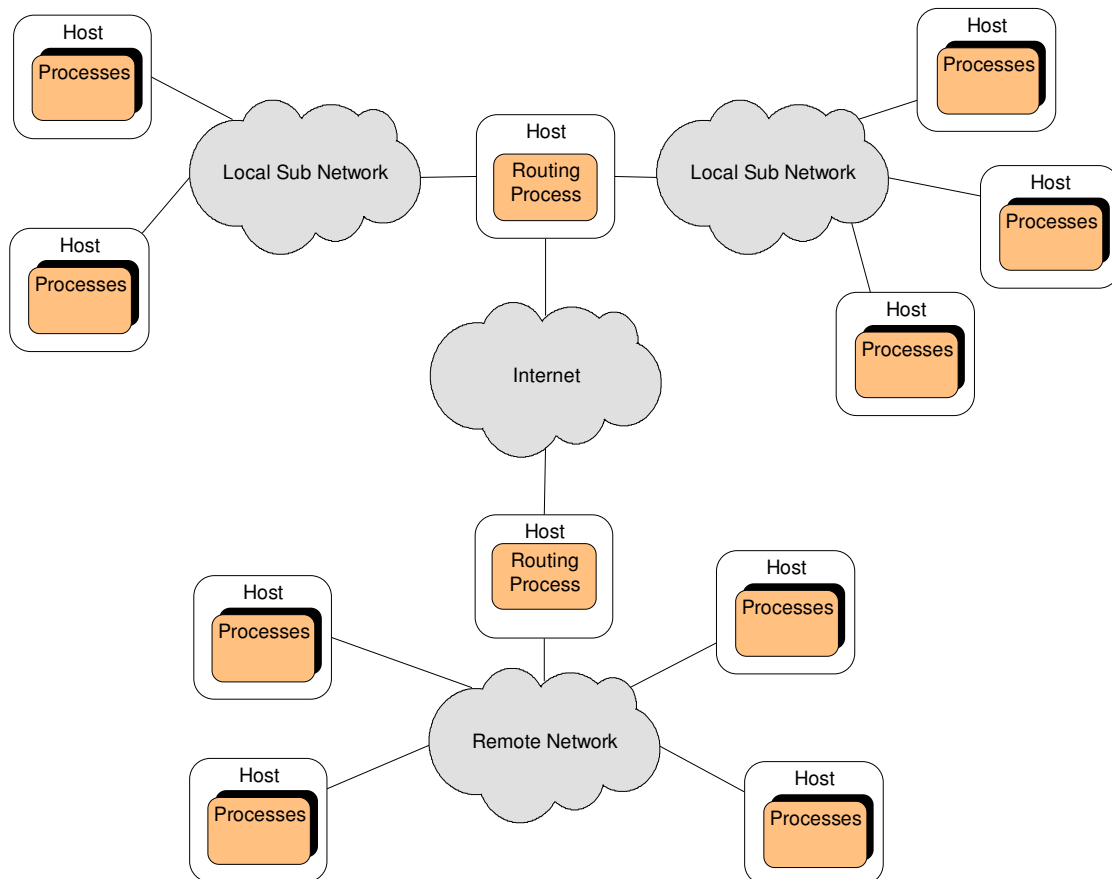 Host
Processes
Host
Processes
Local Sub Network
Host
Routing
Process
Local Sub Network
Host
Processes
Host
Processes
Host
Processes
Internet
Host
Routing
Process
Host
Processes
Host
Processes
Remote Network
Host
Processes
Host
Processes